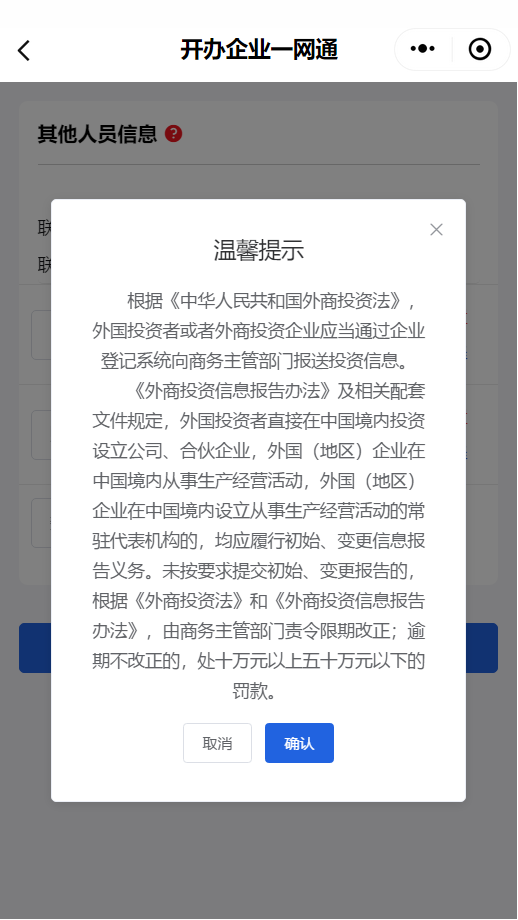 开办企业一网通
其他人员信息
联
联
温馨提示
根据《中华人民共和国外商投资法》，
外国投资者或者外商投资企业应当通过企业
登记系统向商务主管部门报送投资信息。
《外商投资信息报告办法》及相关配套
文件规定，外国投资者直接在中国境内投资
设立公司、合伙企业，外国（地区）企业在
中国境内从事生产经营活动，外国（地区）
企业在中国境内设立从事生产经营活动的常
驻代表机构的，均应履行初始、变更信息报
告义务。未按要求提交初始、变更报告的，
根据《外商投资法》和《外商投资信息报告
办法》，由商务主管部门责令限期改正；逾
期不改正的，处十万元以上五十万元以下的
罚款。
取消 确认